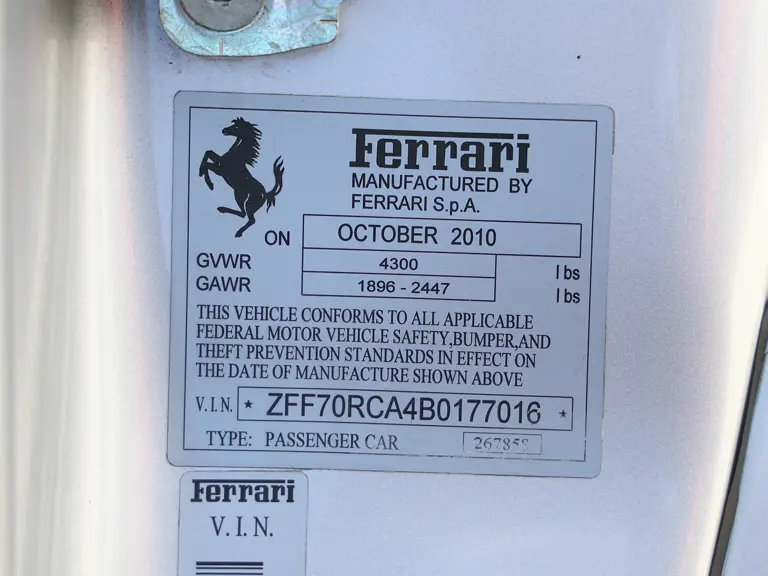 Ferrari
MANUFACTURED BY
FERRARI S.p.A.
ON OCTOBER 2010
GVWR 4300 lbs
GAWR 1896 - 2447 lbs
THIS VEHICLE CONFORMS TO ALL APPLICABLE
FEDERAL MOTOR VEHICLE SAFETY,BUMPER,AND
THEFT PREVENTION STANDARDS IN EFFECT ON
THE DATE OF MANUFACTURE SHOWN ABOVE
V.I.N. * ZFF70RCA4B0177016 *
TYPE: PASSENGER CAR
Ferrari
V.I.N.